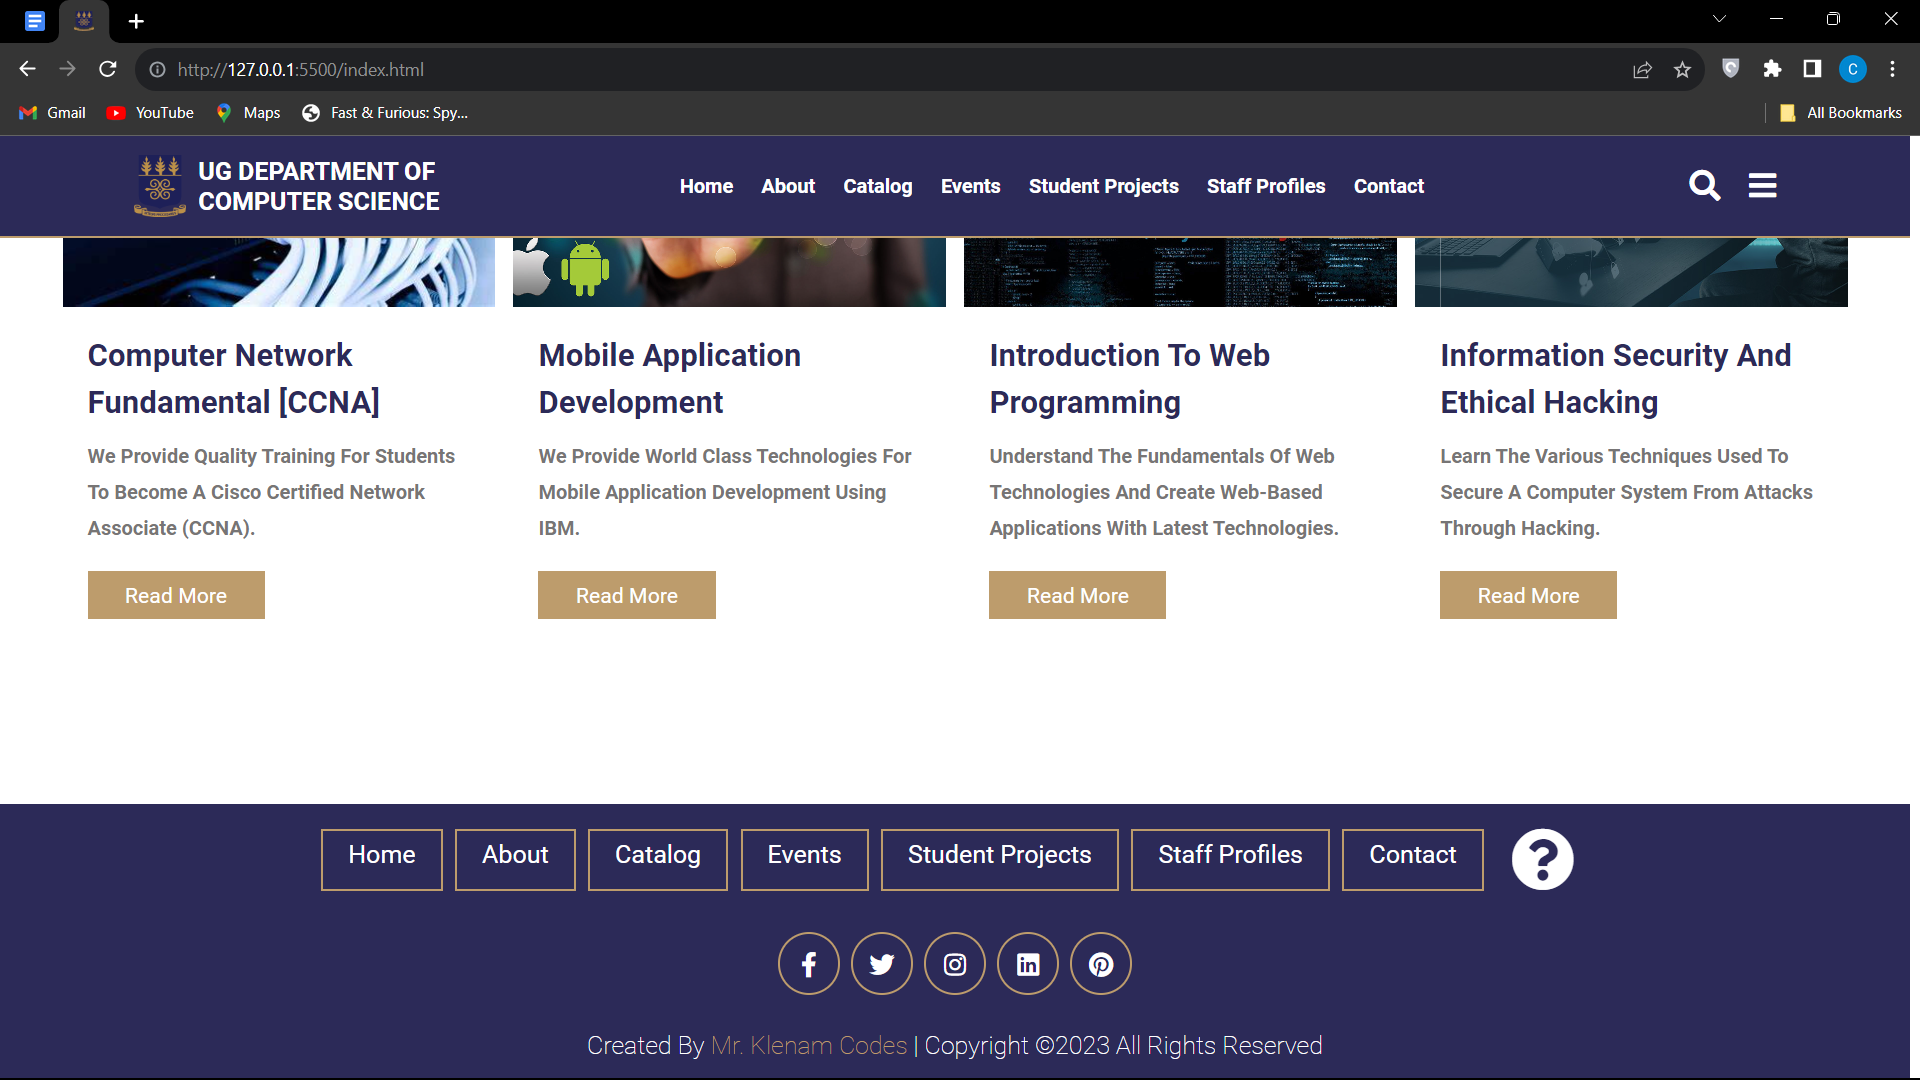 http://127.0.0.1:5500/index.html
C
Gmail YouTube Maps Fast & Furious: Spy... All Bookmarks
UG DEPARTMENT OF
COMPUTER SCIENCE
Home About Catalog Events Student Projects Staff Profiles Contact
Computer Network
Fundamental [CCNA]
We Provide Quality Training For Students
To Become A Cisco Certified Network
Associate (CCNA).
Read More
Mobile Application
Development
We Provide World Class Technologies For
Mobile Application Development Using
IBM.
Read More
Introduction To Web
Programming
Understand The Fundamentals Of Web
Technologies And Create Web-Based
Applications With Latest Technologies.
Read More
Information Security And
Ethical Hacking
Learn The Various Techniques Used To
Secure A Computer System From Attacks
Through Hacking.
Read More
Home About Catalog Events Student Projects Staff Profiles Contact
Created By Mr. Klenam Codes | Copyright ©2023 All Rights Reserved